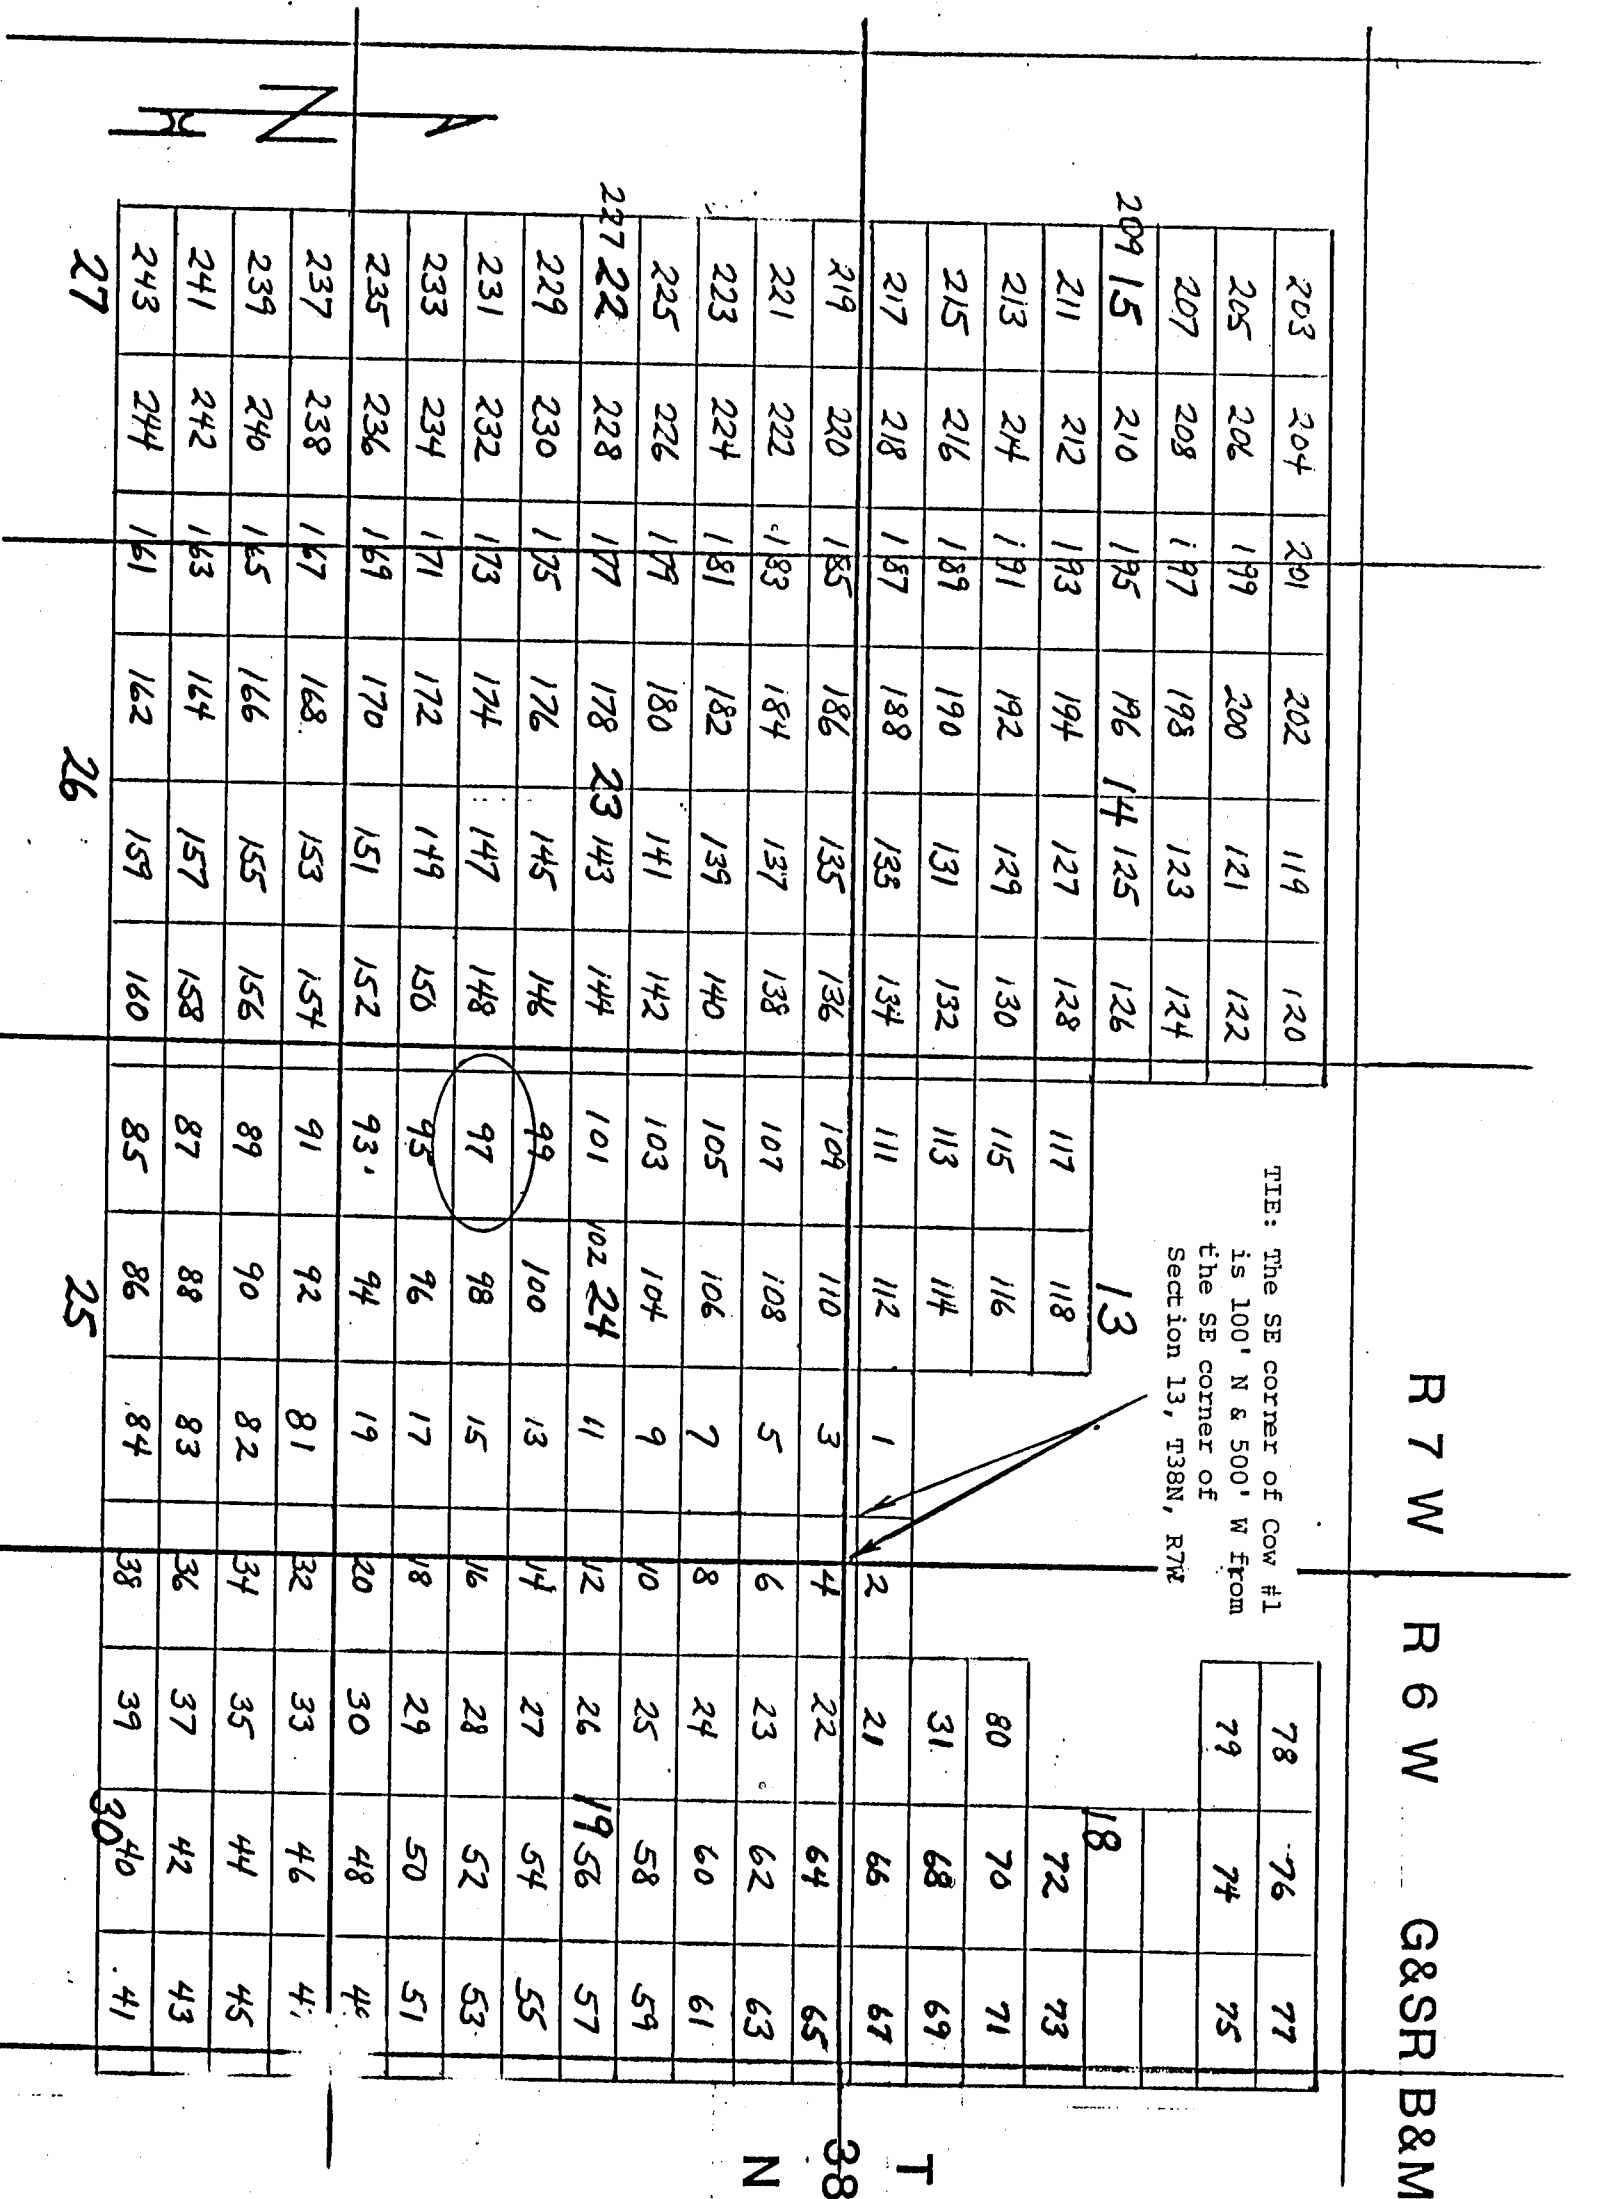 R 7 W R 6 W G&SR B&M
203 204 201 202 119 120 78 76 77
TIE: The SE corner of Cow #1
is 100' N & 500' W from
the SE corner of
Section 13, T38N, R7W
205 206 199 200 121 122 79 74 75
207 208 197 198 123 124
209 15 210 195 196 14 125 126 13 18
211 212 193 194 127 128 117 118 72 73
213 214 191 192 129 130 115 116 80 70 71
215 216 189 190 131 132 113 114 31 68 69
217 218 187 188 133 134 111 112 1 2 21 66 67
T
38
N
219 220 185 186 135 136 109 110 3 4 22 64 65
221 222 183 184 137 138 107 108 5 6 23 62 63
223 224 181 182 139 140 105 106 7 8 24 60 61
225 226 179 180 141 142 103 104 9 10 25 58 59
227 22 228 177 178 23 143 144 101 102 24 11 12 26 19 56 57
229 230 175 176 145 146 99 100 13 14 27 54 55
231 232 173 174 147 148 97 98 15 16 28 52 53
233 234 171 172 149 150 95 96 17 18 29 50 51
235 236 169 170 151 152 93 94 19 20 30 48
N
237 238 167 168 153 154 91 92 81 32 33 46
239 240 165 166 155 156 89 90 82 34 35 44 45
241 242 163 164 157 158 87 88 83 36 37 42 43
243 244 161 162 159 160 85 86 84 38 39 40 41
27 26 25 30